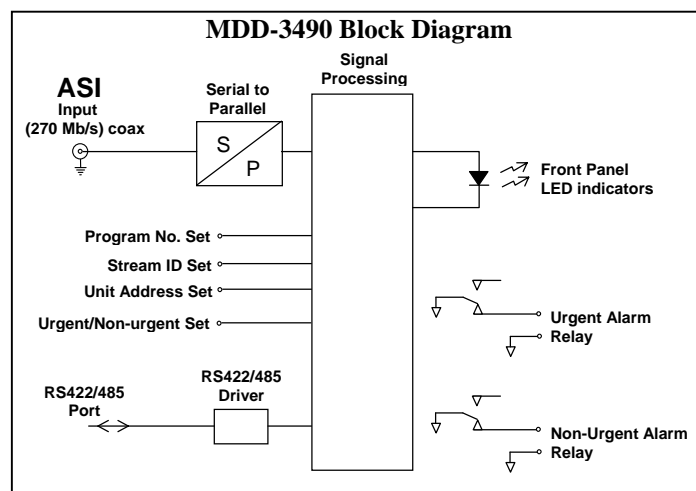 MDD-3490 Block Diagram
Signal
Processing
ASI
Input
(270 Mb/s) coax
Serial to
Parallel
S
P
Front Panel
LED indicators
Program No. Set
Stream ID Set
Unit Address Set
Urgent/Non-urgent Set
Urgent Alarm
Relay
RS422/485
Port
RS422/485
Driver
Non-Urgent Alarm
Relay